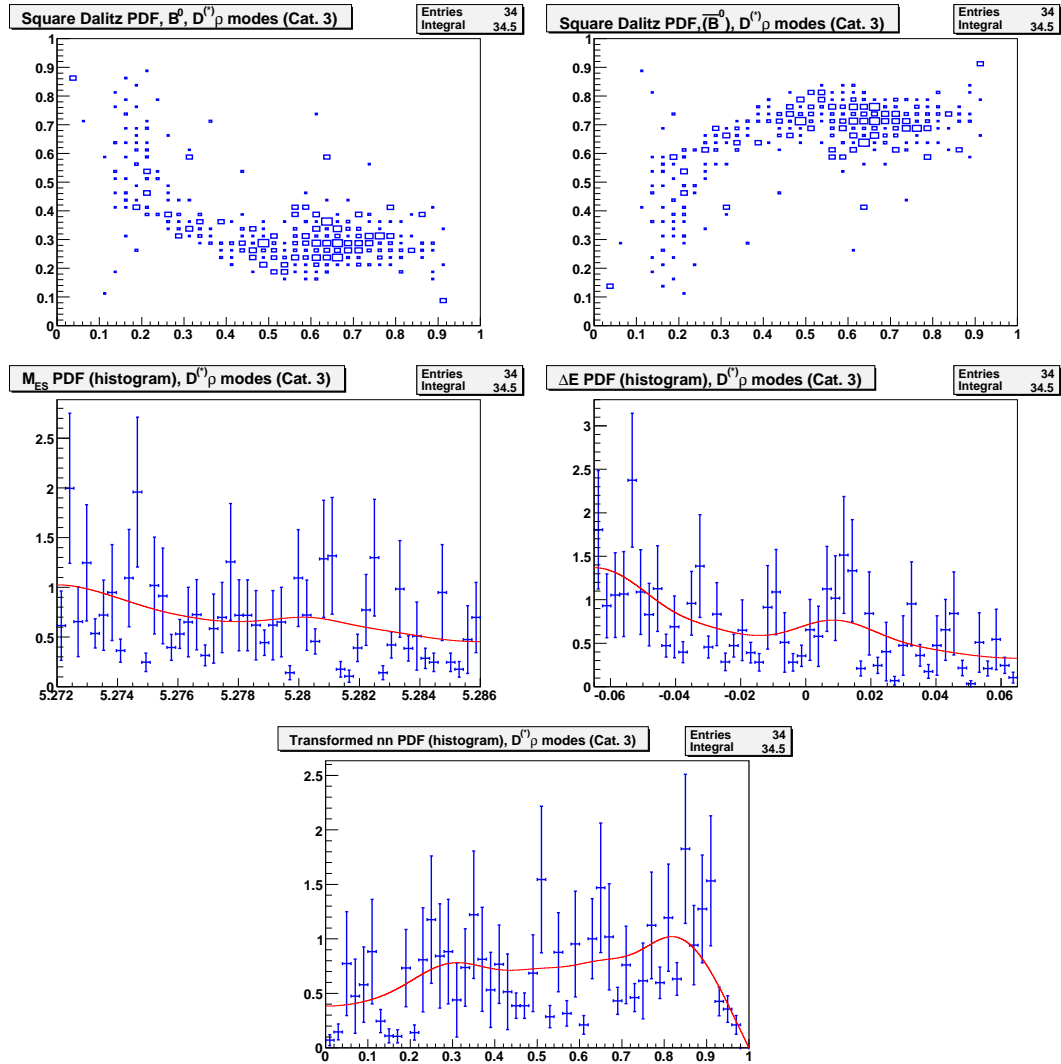 Square Dalitz PDF, B⁰, D⁽*⁾ρ modes (Cat. 3)
Entries 34
Integral 34.5
1
0.9
0.8
0.7
0.6
0.5
0.4
0.3
0.2
0.1
0
0 0.1 0.2 0.3 0.4 0.5 0.6 0.7 0.8 0.9 1
Square Dalitz PDF,(B̅⁰), D⁽*⁾ρ modes (Cat. 3)
Entries 34
Integral 34.5
1
0.9
0.8
0.7
0.6
0.5
0.4
0.3
0.2
0.1
0
0 0.1 0.2 0.3 0.4 0.5 0.6 0.7 0.8 0.9 1
M_ES PDF (histogram), D⁽*⁾ρ modes (Cat. 3)
Entries 34
Integral 34.5
2.5
2
1.5
1
0.5
0
5.272 5.274 5.276 5.278 5.28 5.282 5.284 5.286
ΔE PDF (histogram), D⁽*⁾ρ modes (Cat. 3)
Entries 34
Integral 34.5
3
2.5
2
1.5
1
0.5
0
-0.06 -0.04 -0.02 0 0.02 0.04 0.06
Transformed nn PDF (histogram), D⁽*⁾ρ modes (Cat. 3)
Entries 34
Integral 34.5
2.5
2
1.5
1
0.5
0
0 0.1 0.2 0.3 0.4 0.5 0.6 0.7 0.8 0.9 1